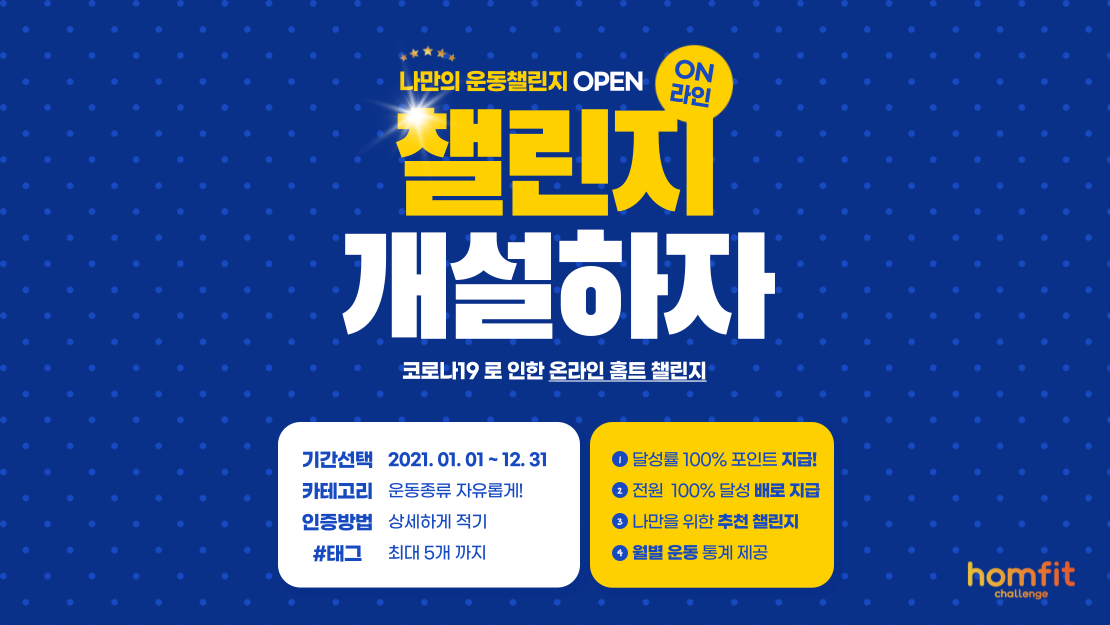 나만의 운동챌린지 OPEN
ON
라인
챌린지
개설하자
코로나19 로 인한 온라인 홈트 챌린지
기간선택 2021. 01. 01 ~ 12. 31
카테고리 운동종류 자유롭게!
인증방법 상세하게 적기
#태그 최대 5개 까지
1 달성률 100% 포인트 지급!
2 전원 100% 달성 배로 지급
3 나만을 위한 추천 챌린지
4 월별 운동 통계 제공
homfit
challenge